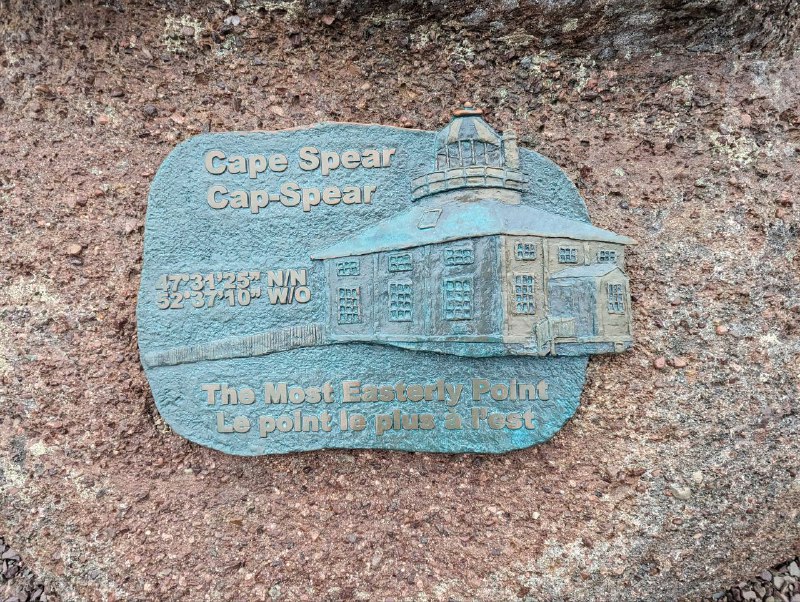 Cape Spear
Cap-Spear
47°31'25" N/N
52°37'10" W/O
The Most Easterly Point
Le point le plus à l'est